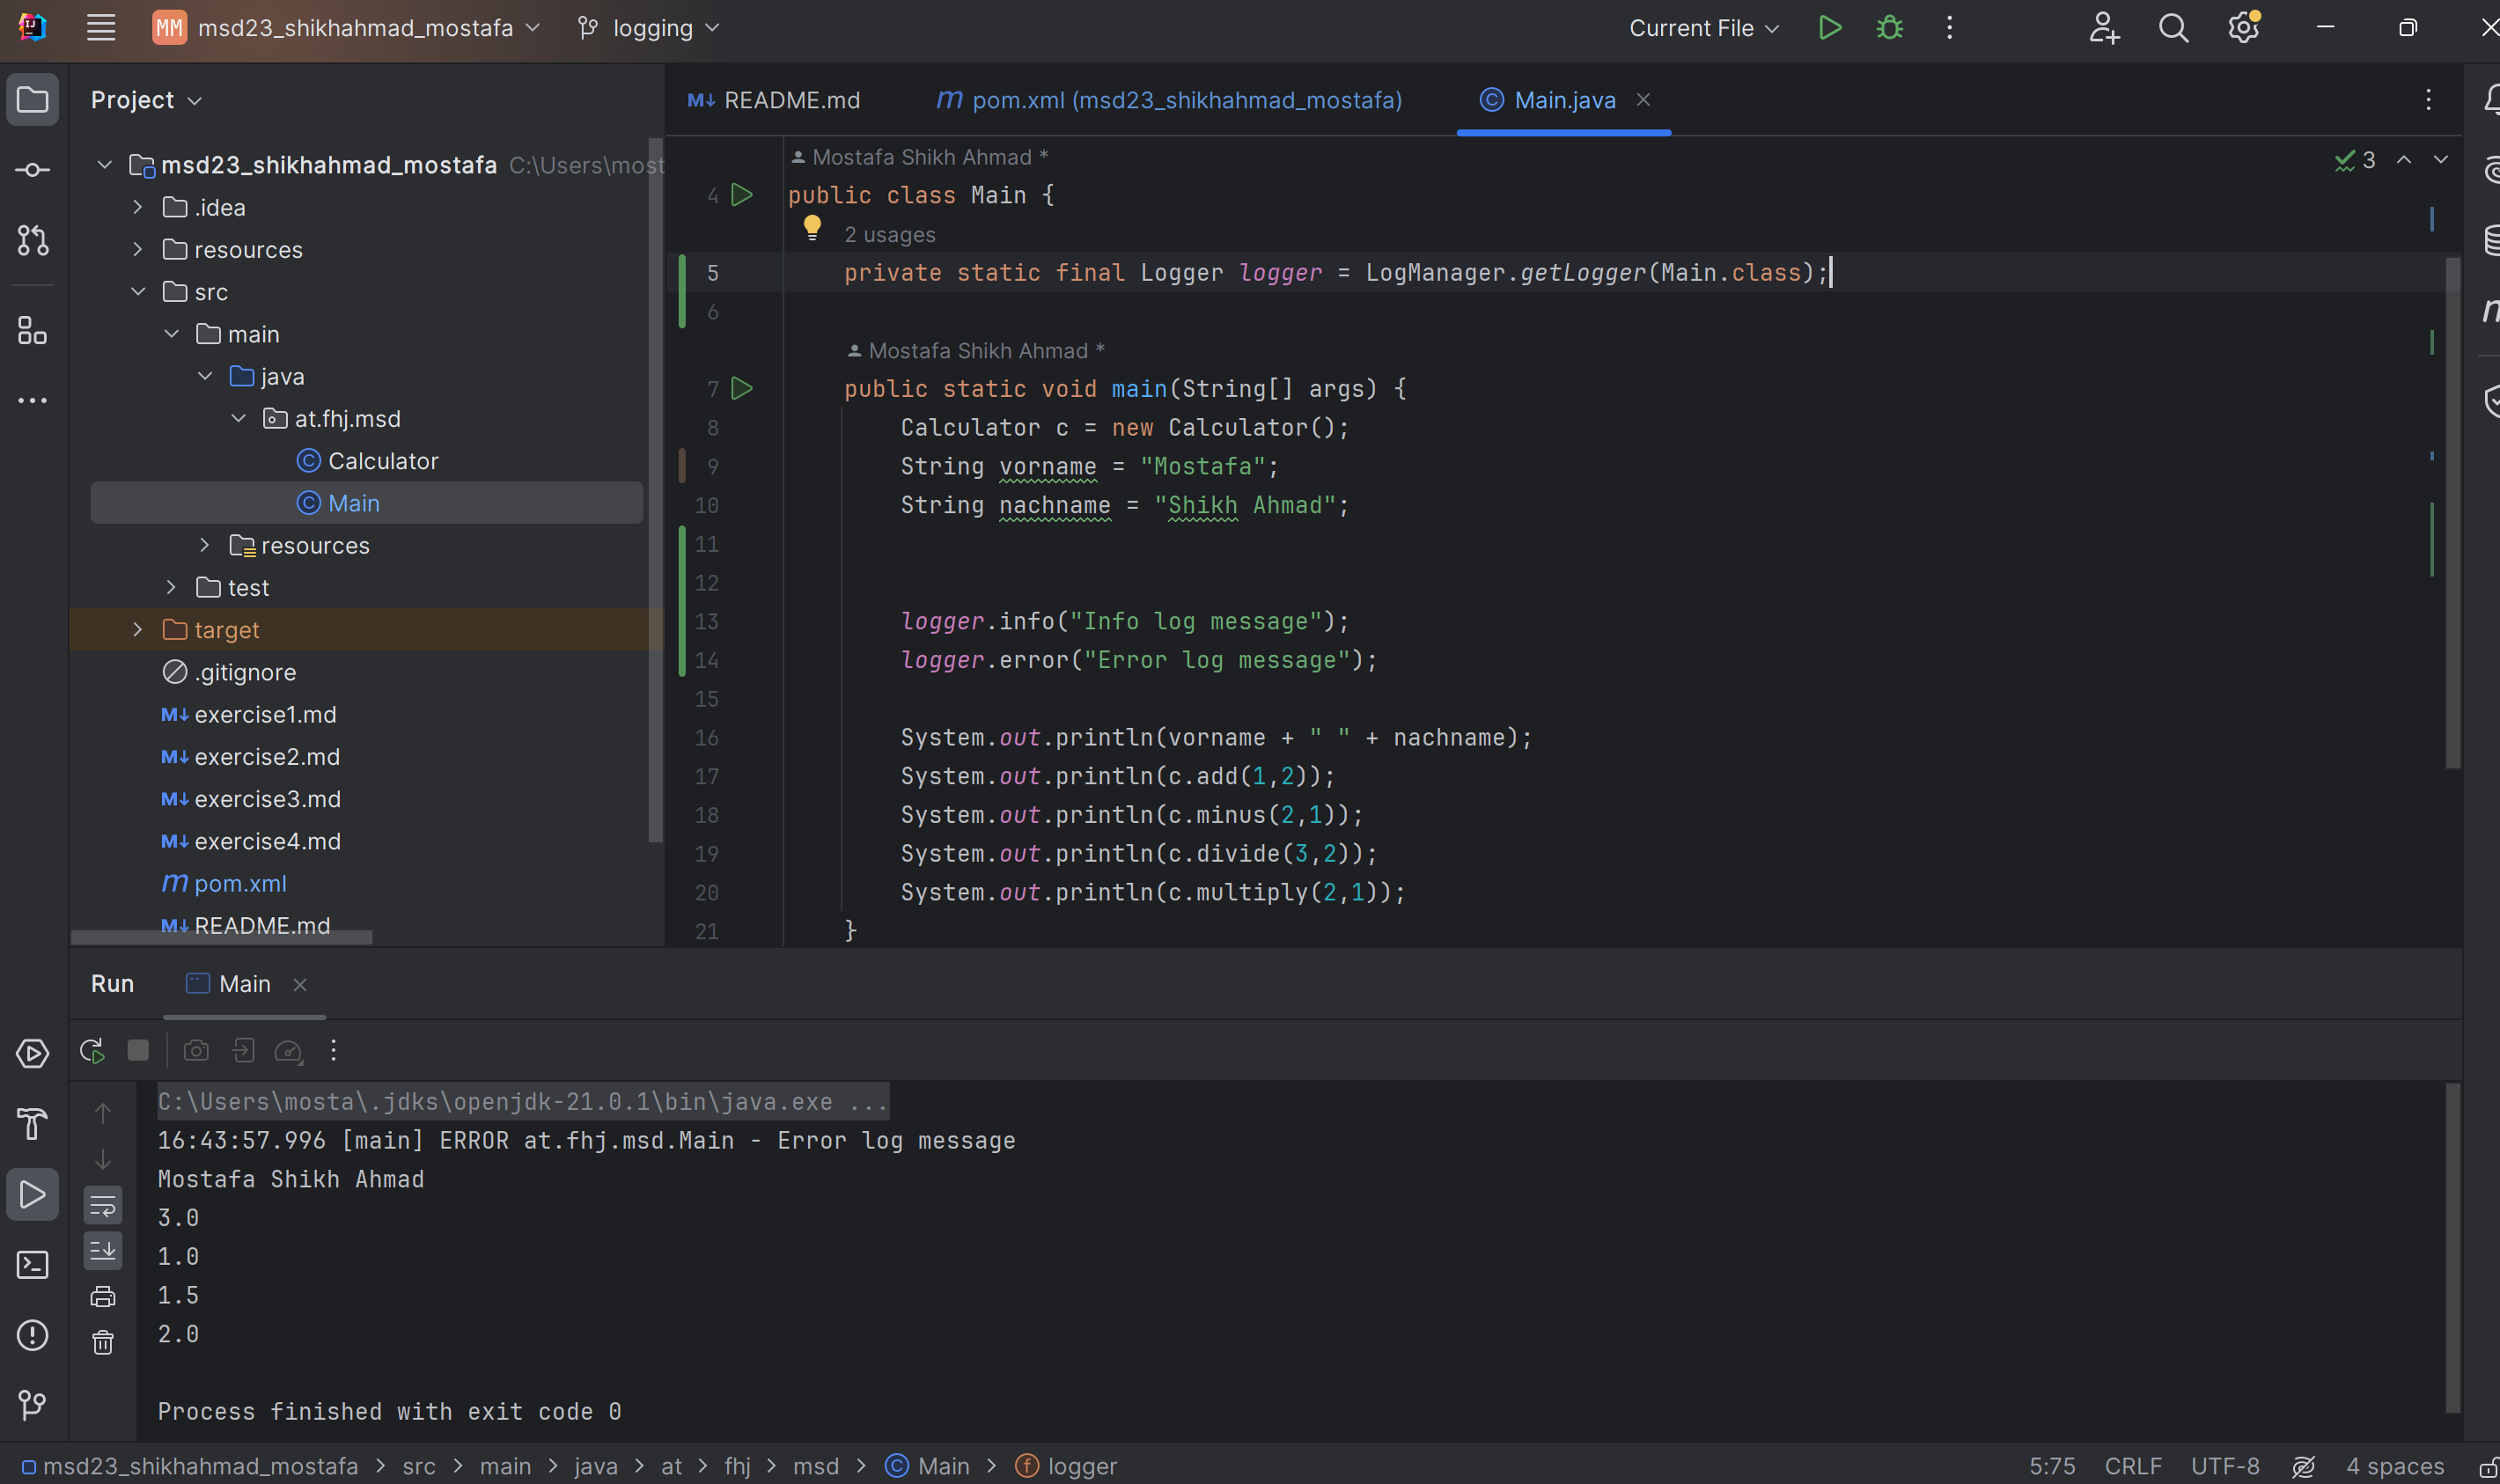 MM msd23_shikhahmad_mostafa logging Current File
Project
README.md pom.xml (msd23_shikhahmad_mostafa) Main.java
msd23_shikhahmad_mostafa C:\Users\most
.idea
resources
src
main
java
at.fhj.msd
Calculator
Main
resources
test
target
.gitignore
exercise1.md
exercise2.md
exercise3.md
exercise4.md
pom.xml
README.md
Mostafa Shikh Ahmad *
3
4 public class Main {
2 usages
5 private static final Logger logger = LogManager.getLogger(Main.class);
6
Mostafa Shikh Ahmad *
7 public static void main(String[] args) {
8 Calculator c = new Calculator();
9 String vorname = "Mostafa";
10 String nachname = "Shikh Ahmad";
11
12
13 logger.info("Info log message");
14 logger.error("Error log message");
15
16 System.out.println(vorname + " " + nachname);
17 System.out.println(c.add(1,2));
18 System.out.println(c.minus(2,1));
19 System.out.println(c.divide(3,2));
20 System.out.println(c.multiply(2,1));
21 }
Run Main
C:\Users\mosta\.jdks\openjdk-21.0.1\bin\java.exe ...
16:43:57.996 [main] ERROR at.fhj.msd.Main - Error log message
Mostafa Shikh Ahmad
3.0
1.0
1.5
2.0
Process finished with exit code 0
msd23_shikhahmad_mostafa > src > main > java > at > fhj > msd > Main > logger 5:75 CRLF UTF-8 4 spaces